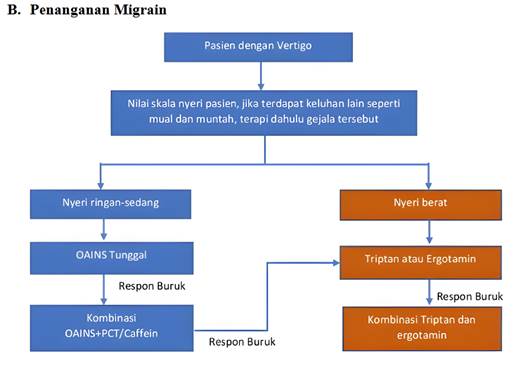 B. Penanganan Migrain
Pasien dengan Vertigo
Nilai skala nyeri pasien, jika terdapat keluhan lain seperti
mual dan muntah, terapi dahulu gejala tersebut
Nyeri ringan-sedang
Nyeri berat
OAINS Tunggal
Triptan atau Ergotamin
Respon Buruk
Respon Buruk
Kombinasi
OAINS+PCT/Caffein
Respon Buruk
Kombinasi Triptan dan
ergotamin